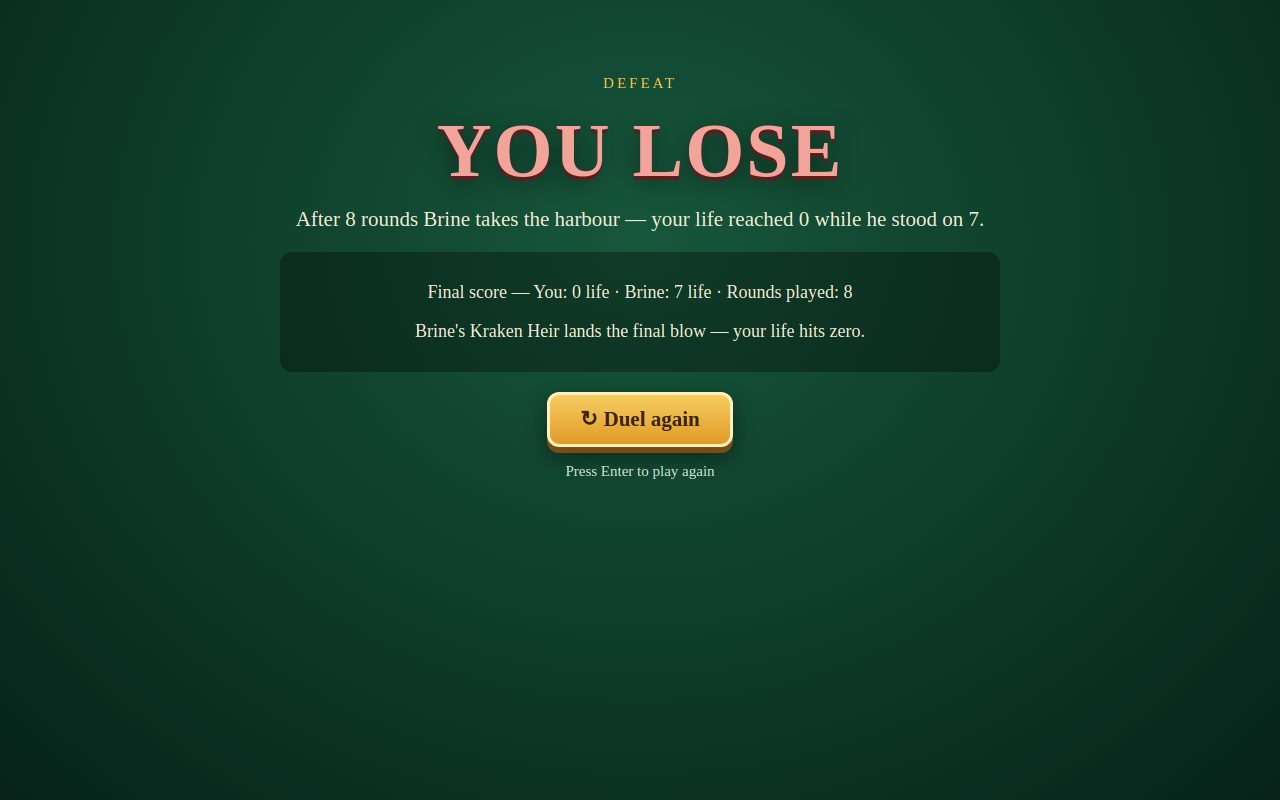 DEFEAT
YOU LOSE
After 8 rounds Brine takes the harbour — your life reached 0 while he stood on 7.
Final score — You: 0 life · Brine: 7 life · Rounds played: 8
Brine's Kraken Heir lands the final blow — your life hits zero.
↻ Duel again
Press Enter to play again